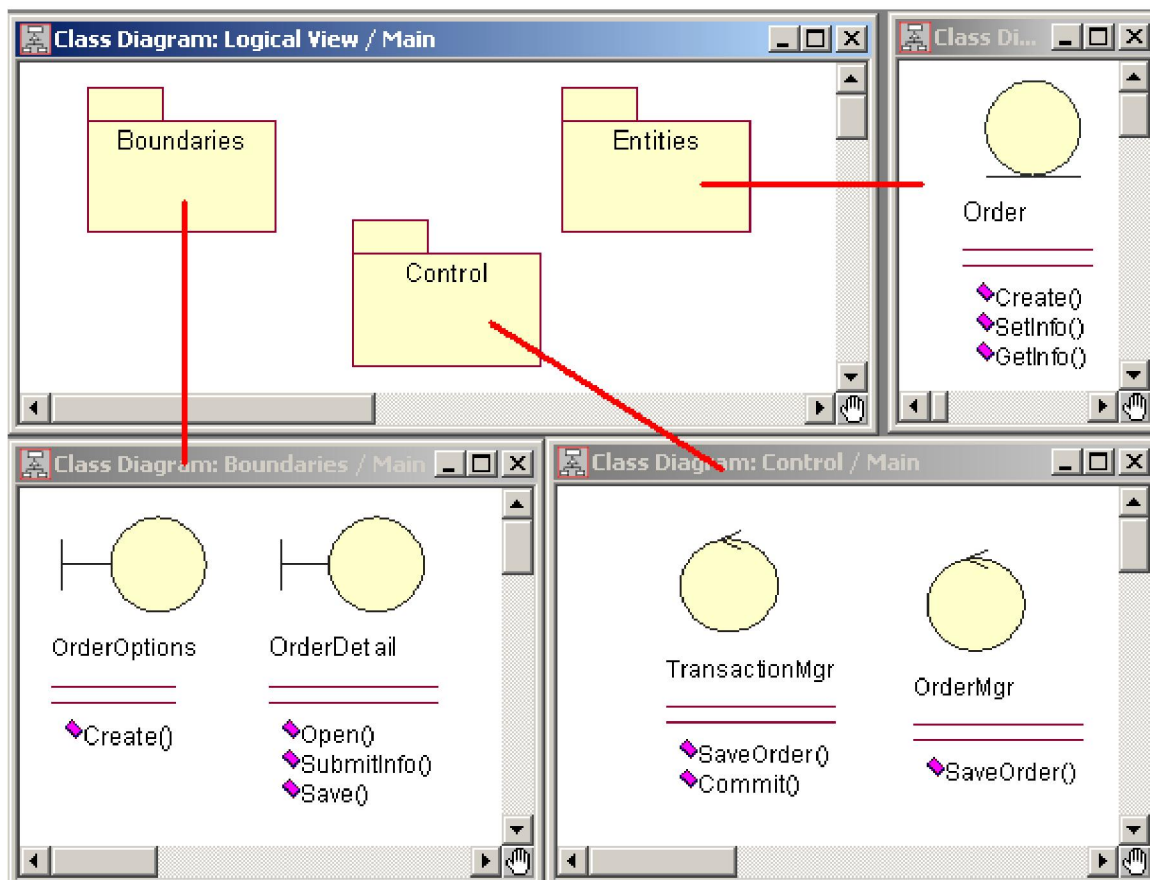 Class Diagram: Logical View / Main
Boundaries
Entities
Control
Class Di...
Order
Create()
SetInfo()
GetInfo()
Class Diagram: Boundaries / Main
OrderOptions
Create()
OrderDetail
Open()
SubmitInfo()
Save()
Class Diagram: Control / Main
TransactionMgr
SaveOrder()
Commit()
OrderMgr
SaveOrder()